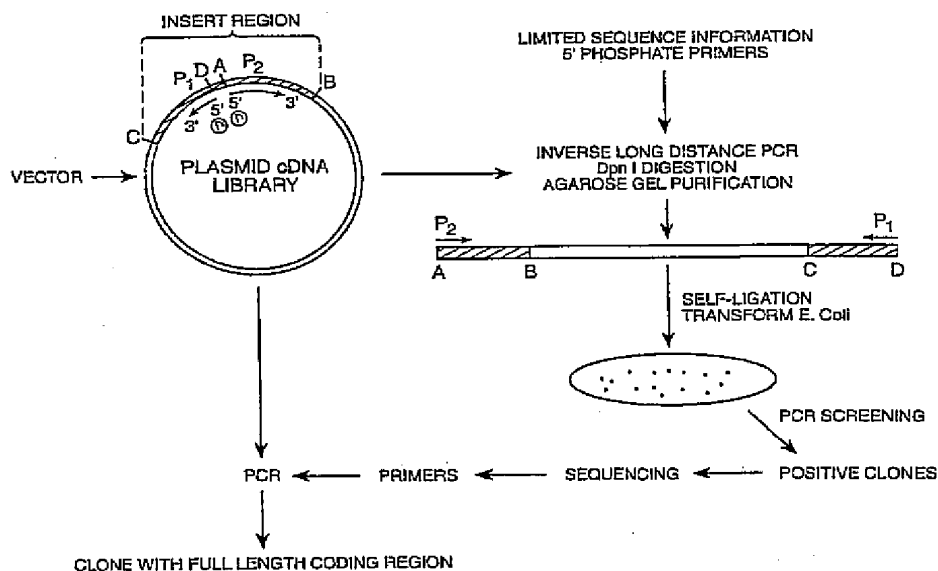 INSERT REGION
P1 D A P2
B
3' 5' 5' 3'
C
PLASMID cDNA
LIBRARY
VECTOR
LIMITED SEQUENCE INFORMATION
5' PHOSPHATE PRIMERS
INVERSE LONG DISTANCE PCR
Dpn I DIGESTION
AGAROSE GEL PURIFICATION
P2 P1
A B C D
SELF-LIGATION
TRANSFORM E. Coli
PCR SCREENING
PCR PRIMERS SEQUENCING POSITIVE CLONES
CLONE WITH FULL LENGTH CODING REGION